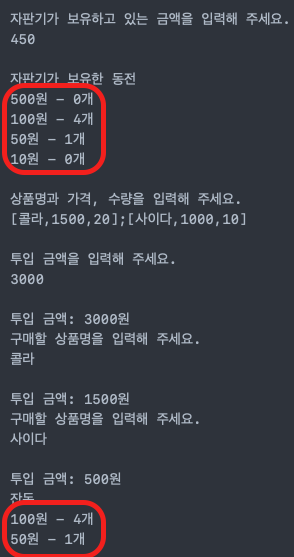 자판기가 보유하고 있는 금액을 입력해 주세요.
450
자판기가 보유한 동전
500원 - 0개
100원 - 4개
50원 - 1개
10원 - 0개
상품명과 가격, 수량을 입력해 주세요.
[콜라,1500,20];[사이다,1000,10]
투입 금액을 입력해 주세요.
3000
투입 금액: 3000원
구매할 상품명을 입력해 주세요.
콜라
투입 금액: 1500원
구매할 상품명을 입력해 주세요.
사이다
투입 금액: 500원
잔돈
100원 - 4개
50원 - 1개